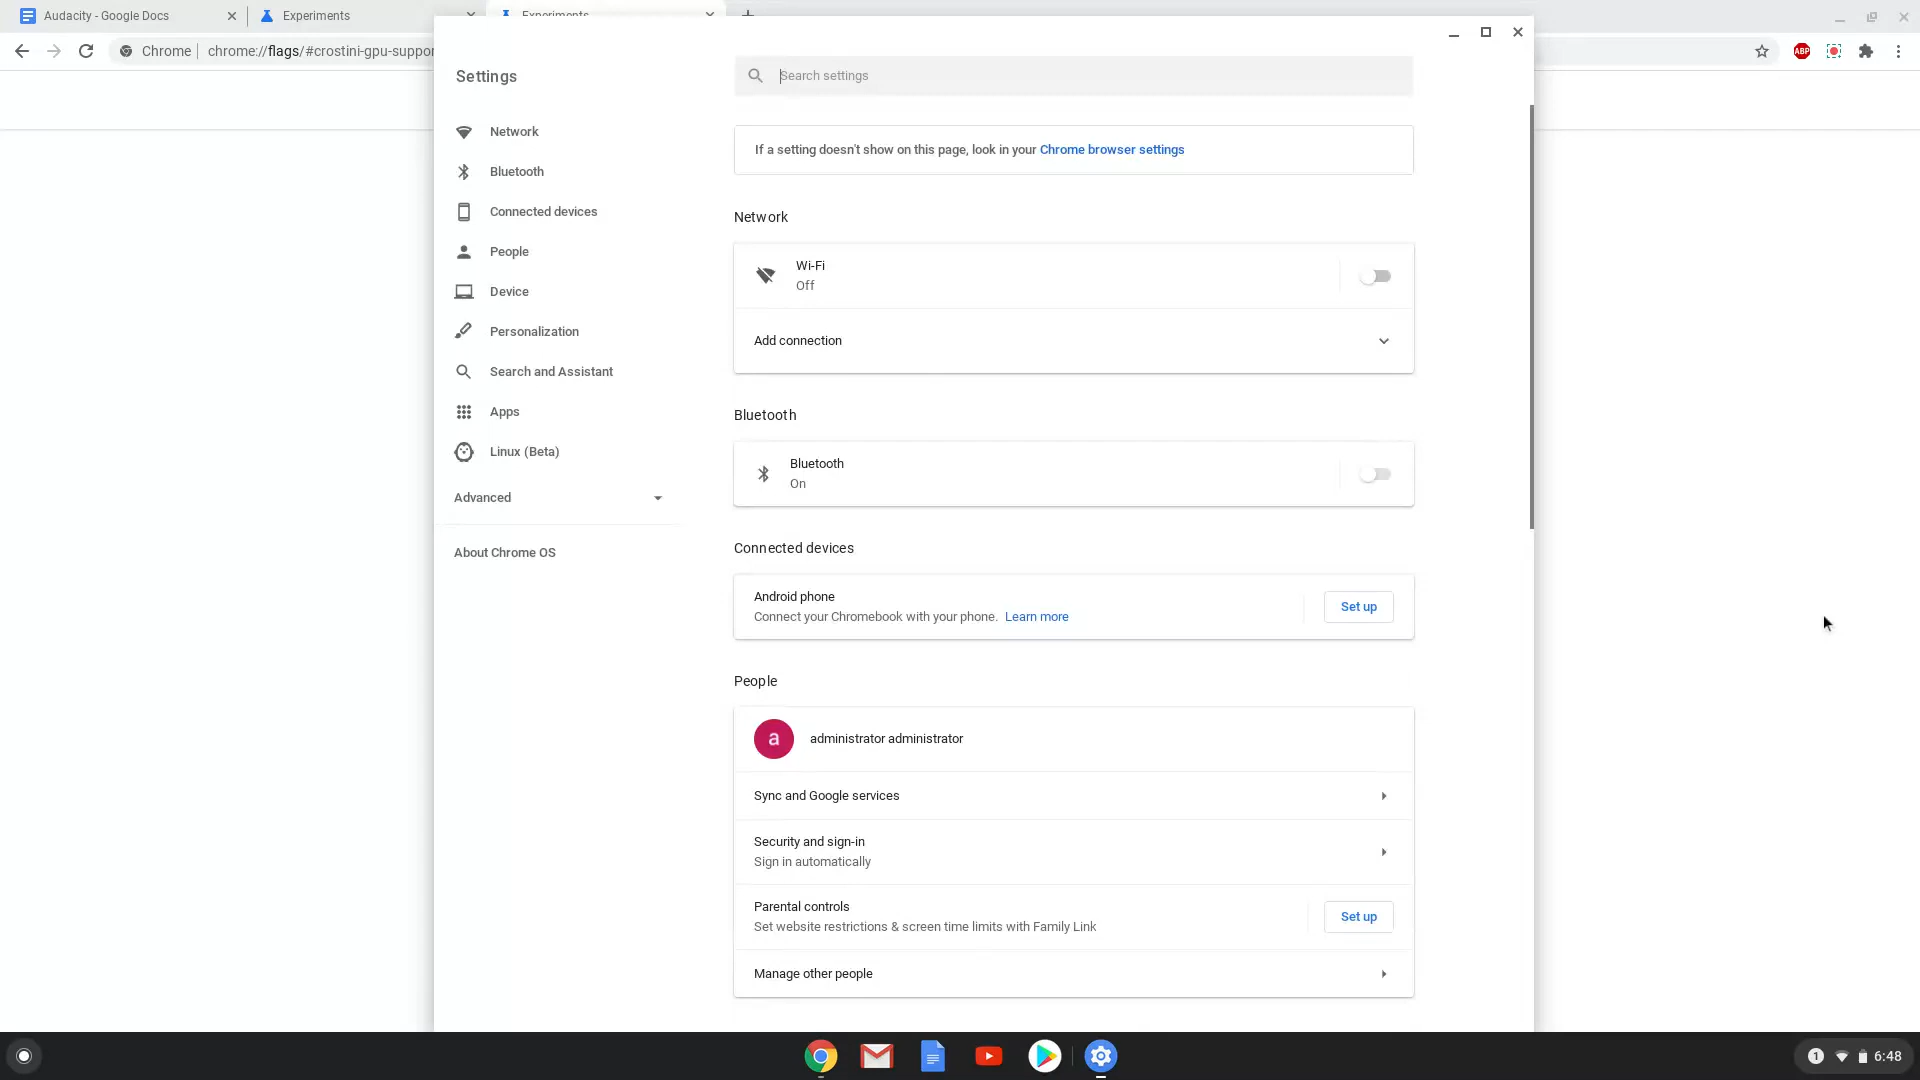 Audacity - Google Docs
Experiments
Experiments
Chrome
chrome://flags/#crostini-gpu-suppor
ABP
Settings
Search settings
Network
Bluetooth
Connected devices
People
Device
Personalization
Search and Assistant
Apps
Linux (Beta)
Advanced
About Chrome OS
If a setting doesn't show on this page, look in your Chrome browser settings
Network
Wi-Fi
Off
Add connection
Bluetooth
Bluetooth
On
Connected devices
Android phone
Connect your Chromebook with your phone. Learn more
Set up
People
a
administrator administrator
Sync and Google services
Security and sign-in
Sign in automatically
Parental controls
Set website restrictions & screen time limits with Family Link
Set up
Manage other people
1
6:48